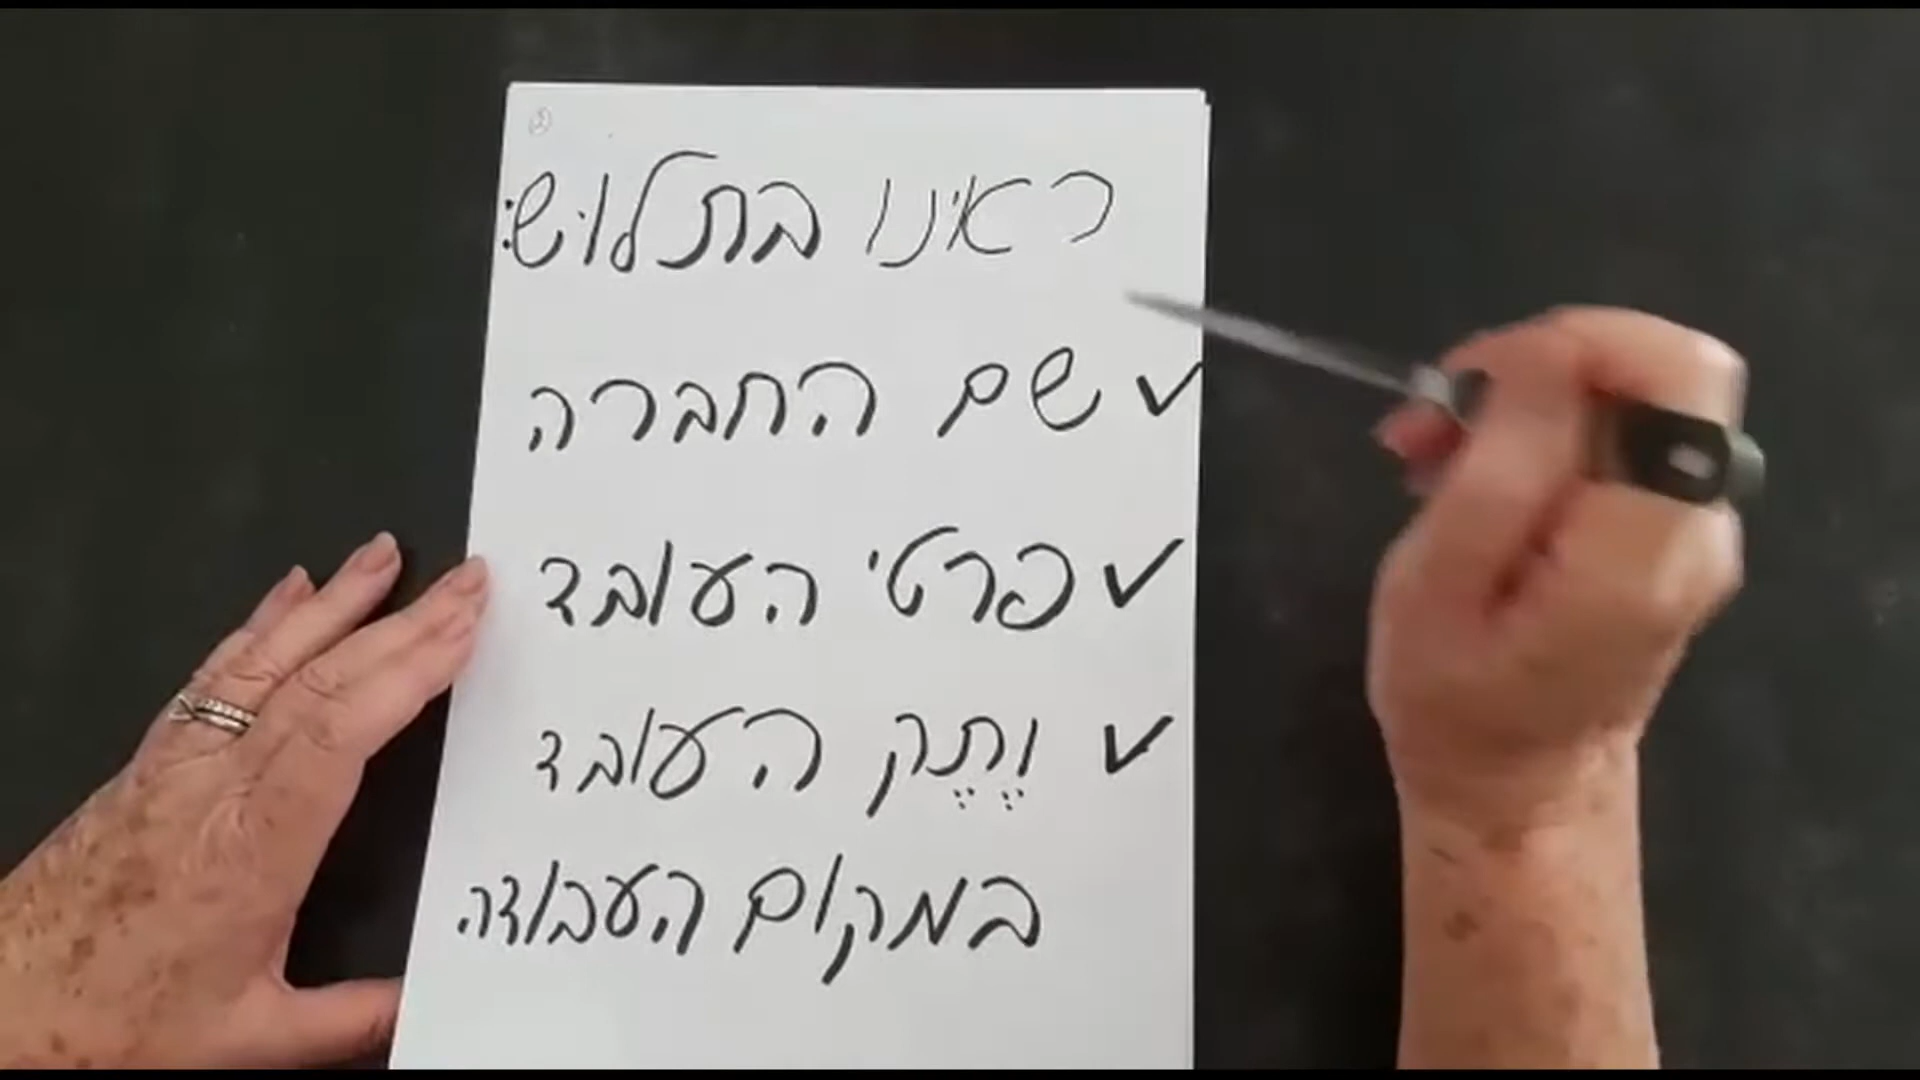 ראינו בתלוש:
✓ שם החברה
✓ פרטי העובד
✓ וֶתֶק העובד
במקום העבודה